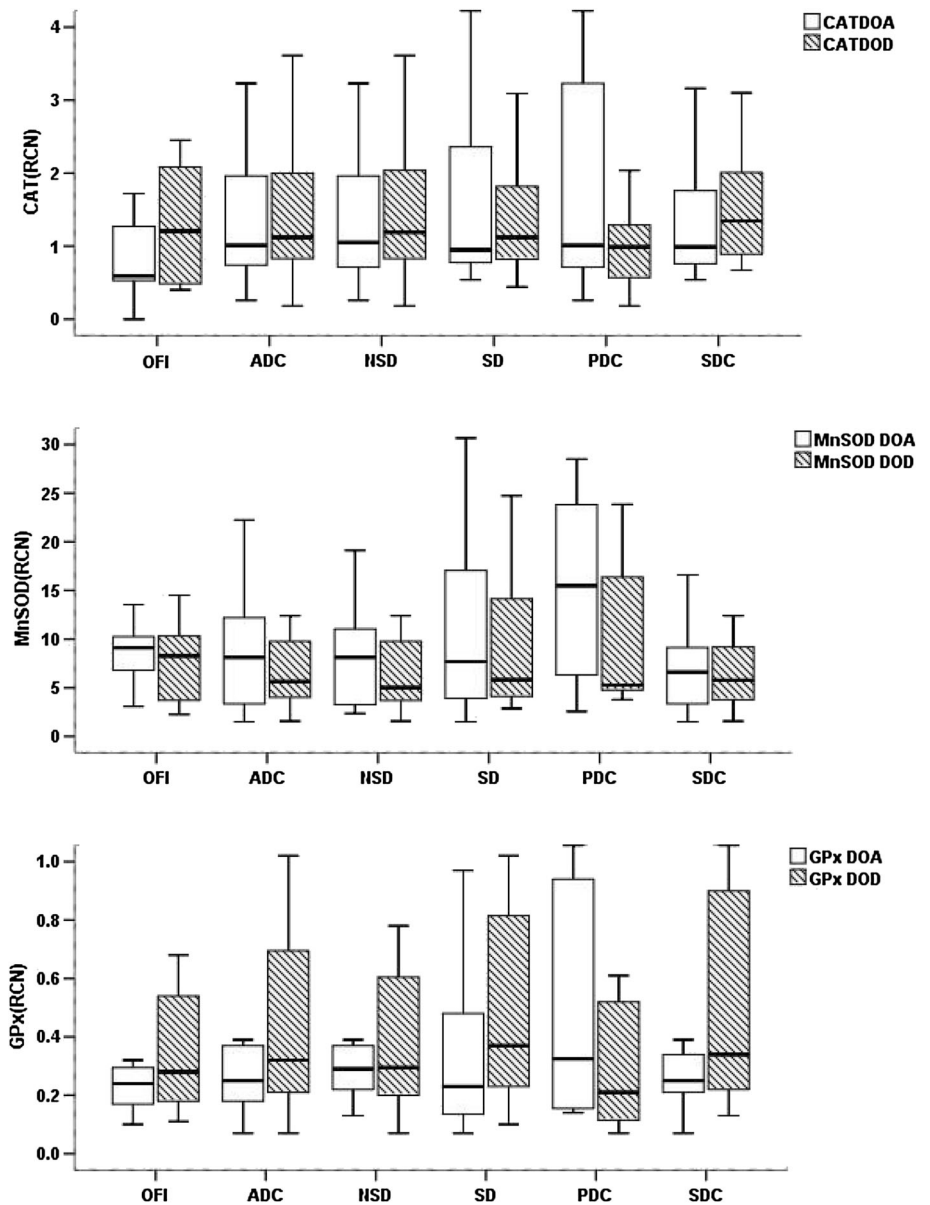 CATDOA
CATDOD
CAT(RCN)
4
3
2
1
0
OFI ADC NSD SD PDC SDC
MnSOD DOA
MnSOD DOD
MnSOD(RCN)
30
25
20
15
10
5
0
OFI ADC NSD SD PDC SDC
GPx DOA
GPx DOD
GPx(RCN)
1.0
0.8
0.6
0.4
0.2
0.0
OFI ADC NSD SD PDC SDC